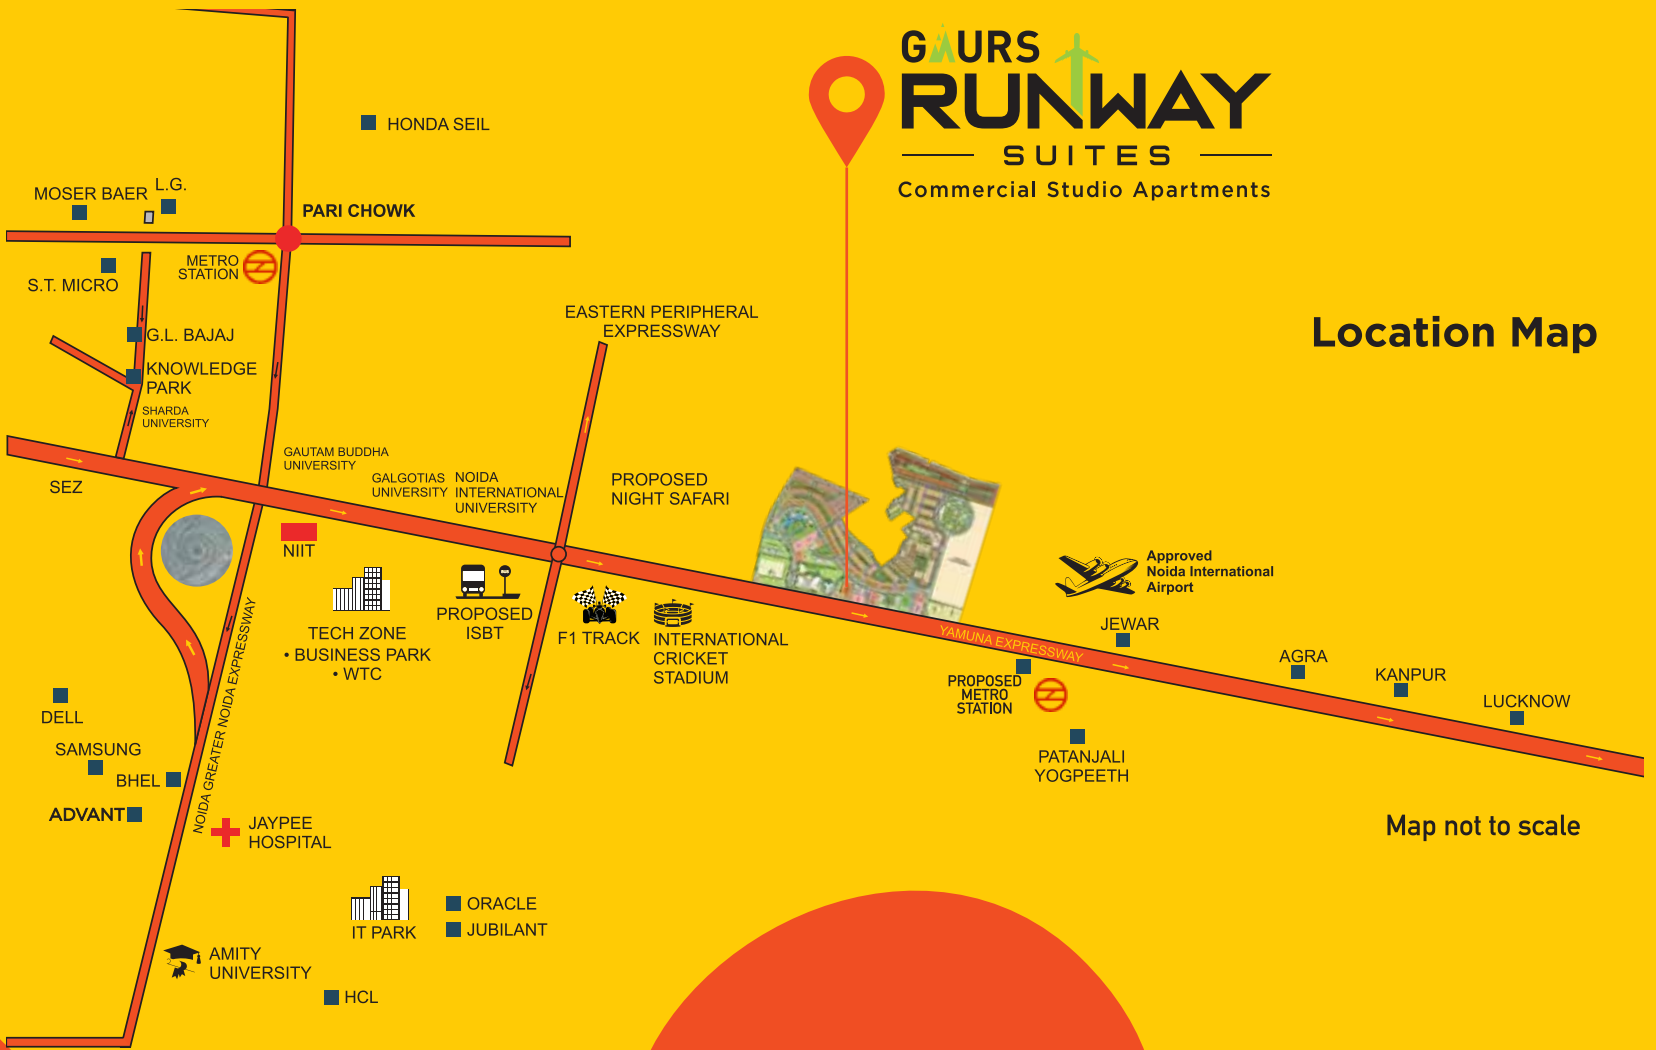 GAURS
RUNWAY
SUITES
Commercial Studio Apartments
Location Map
HONDA SEIL
MOSER BAER
L.G.
PARI CHOWK
METRO
STATION
S.T. MICRO
G.L. BAJAJ
KNOWLEDGE
PARK
SHARDA
UNIVERSITY
EASTERN PERIPHERAL
EXPRESSWAY
SEZ
GAUTAM BUDDHA
UNIVERSITY
GALGOTIAS
UNIVERSITY
NOIDA
INTERNATIONAL
UNIVERSITY
PROPOSED
NIGHT SAFARI
NIIT
TECH ZONE
• BUSINESS PARK
• WTC
PROPOSED
ISBT
F1 TRACK
INTERNATIONAL
CRICKET
STADIUM
Approved
Noida International
Airport
YAMUNA EXPRESSWAY
JEWAR
PROPOSED
METRO
STATION
AGRA
KANPUR
LUCKNOW
PATANJALI
YOGPEETH
NOIDA GREATER NOIDA EXPRESSWAY
DELL
SAMSUNG
BHEL
ADVANT
JAYPEE
HOSPITAL
Map not to scale
IT PARK
ORACLE
JUBILANT
AMITY
UNIVERSITY
HCL